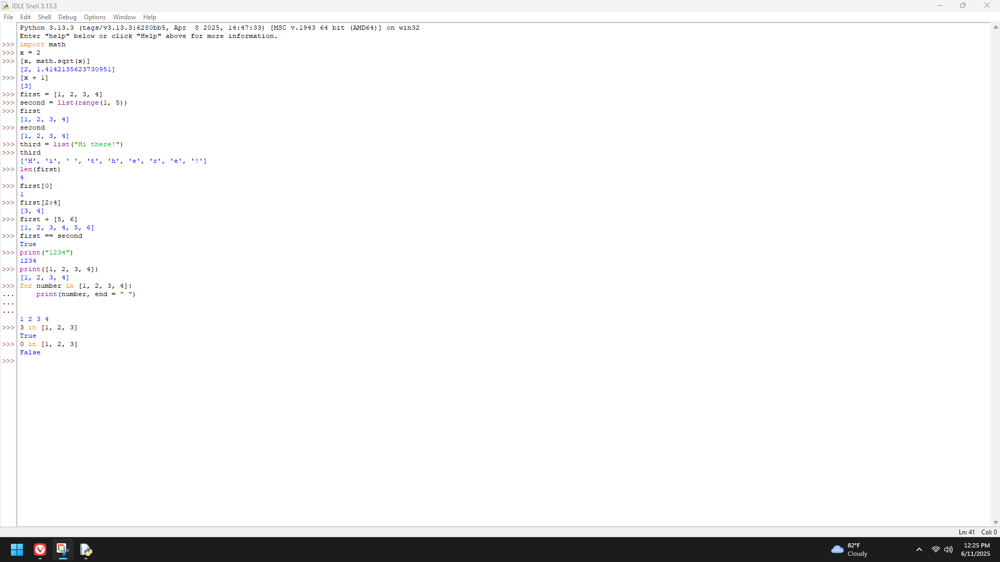 IDLE Shell 3.13.3
File Edit Shell Debug Options Window Help
Python 3.13.3 (tags/v3.13.3:6280bb5, Apr  8 2025, 14:47:33) [MSC v.1943 64 bit (AMD64)] on win32
Enter "help" below or click "Help" above for more information.
>>> import math
>>> x = 2
>>> [x, math.sqrt(x)]
[2, 1.4142135623730951]
>>> [x + 1]
[3]
>>> first = [1, 2, 3, 4]
>>> second = list(range(1, 5))
>>> first
[1, 2, 3, 4]
>>> second
[1, 2, 3, 4]
>>> third = list("Hi there!")
>>> third
['H', 'i', ' ', 't', 'h', 'e', 'r', 'e', '!']
>>> len(first)
4
>>> first[0]
1
>>> first[2:4]
[3, 4]
>>> first + [5, 6]
[1, 2, 3, 4, 5, 6]
>>> first == second
True
>>> print("1234")
1234
>>> print([1, 2, 3, 4])
[1, 2, 3, 4]
>>> for number in [1, 2, 3, 4]:
...     print(number, end = " ")
...
...
1 2 3 4
>>> 3 in [1, 2, 3]
True
>>> 0 in [1, 2, 3]
False
>>>
Ln: 41 Col: 0
82°F
Cloudy
12:25 PM
6/11/2025